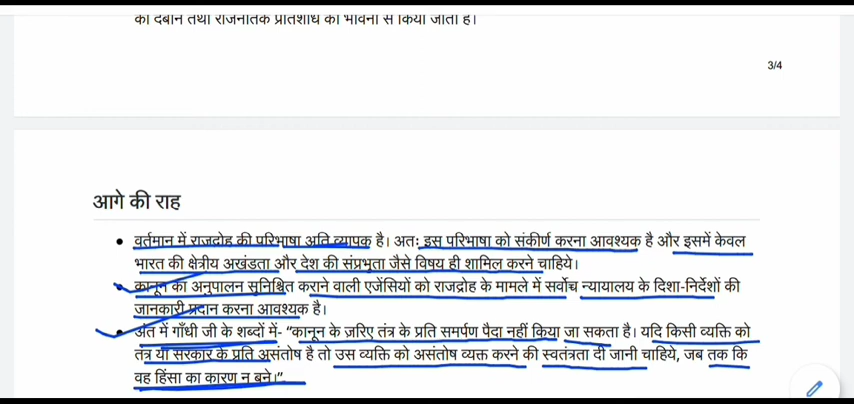 को दबाने तथा राजनीतिक प्रतिशोध की भावना से किया जाता है।
3/4
आगे की राह
वर्तमान में राजद्रोह की परिभाषा अति व्यापक है। अतः इस परिभाषा को संकीर्ण करना आवश्यक है और इसमें केवल
भारत की क्षेत्रीय अखंडता और देश की संप्रभुता जैसे विषय ही शामिल करने चाहिये।
कानून का अनुपालन सुनिश्चित कराने वाली एजेंसियों को राजद्रोह के मामले में सर्वोच्च न्यायालय के दिशा-निर्देशों की
जानकारी प्रदान करना आवश्यक है।
अंत में गाँधी जी के शब्दों में- “कानून के ज़रिए तंत्र के प्रति समर्पण पैदा नहीं किया जा सकता है। यदि किसी व्यक्ति को
तंत्र या सरकार के प्रति असंतोष है तो उस व्यक्ति को असंतोष व्यक्त करने की स्वतंत्रता दी जानी चाहिये, जब तक कि
वह हिंसा का कारण न बने।”